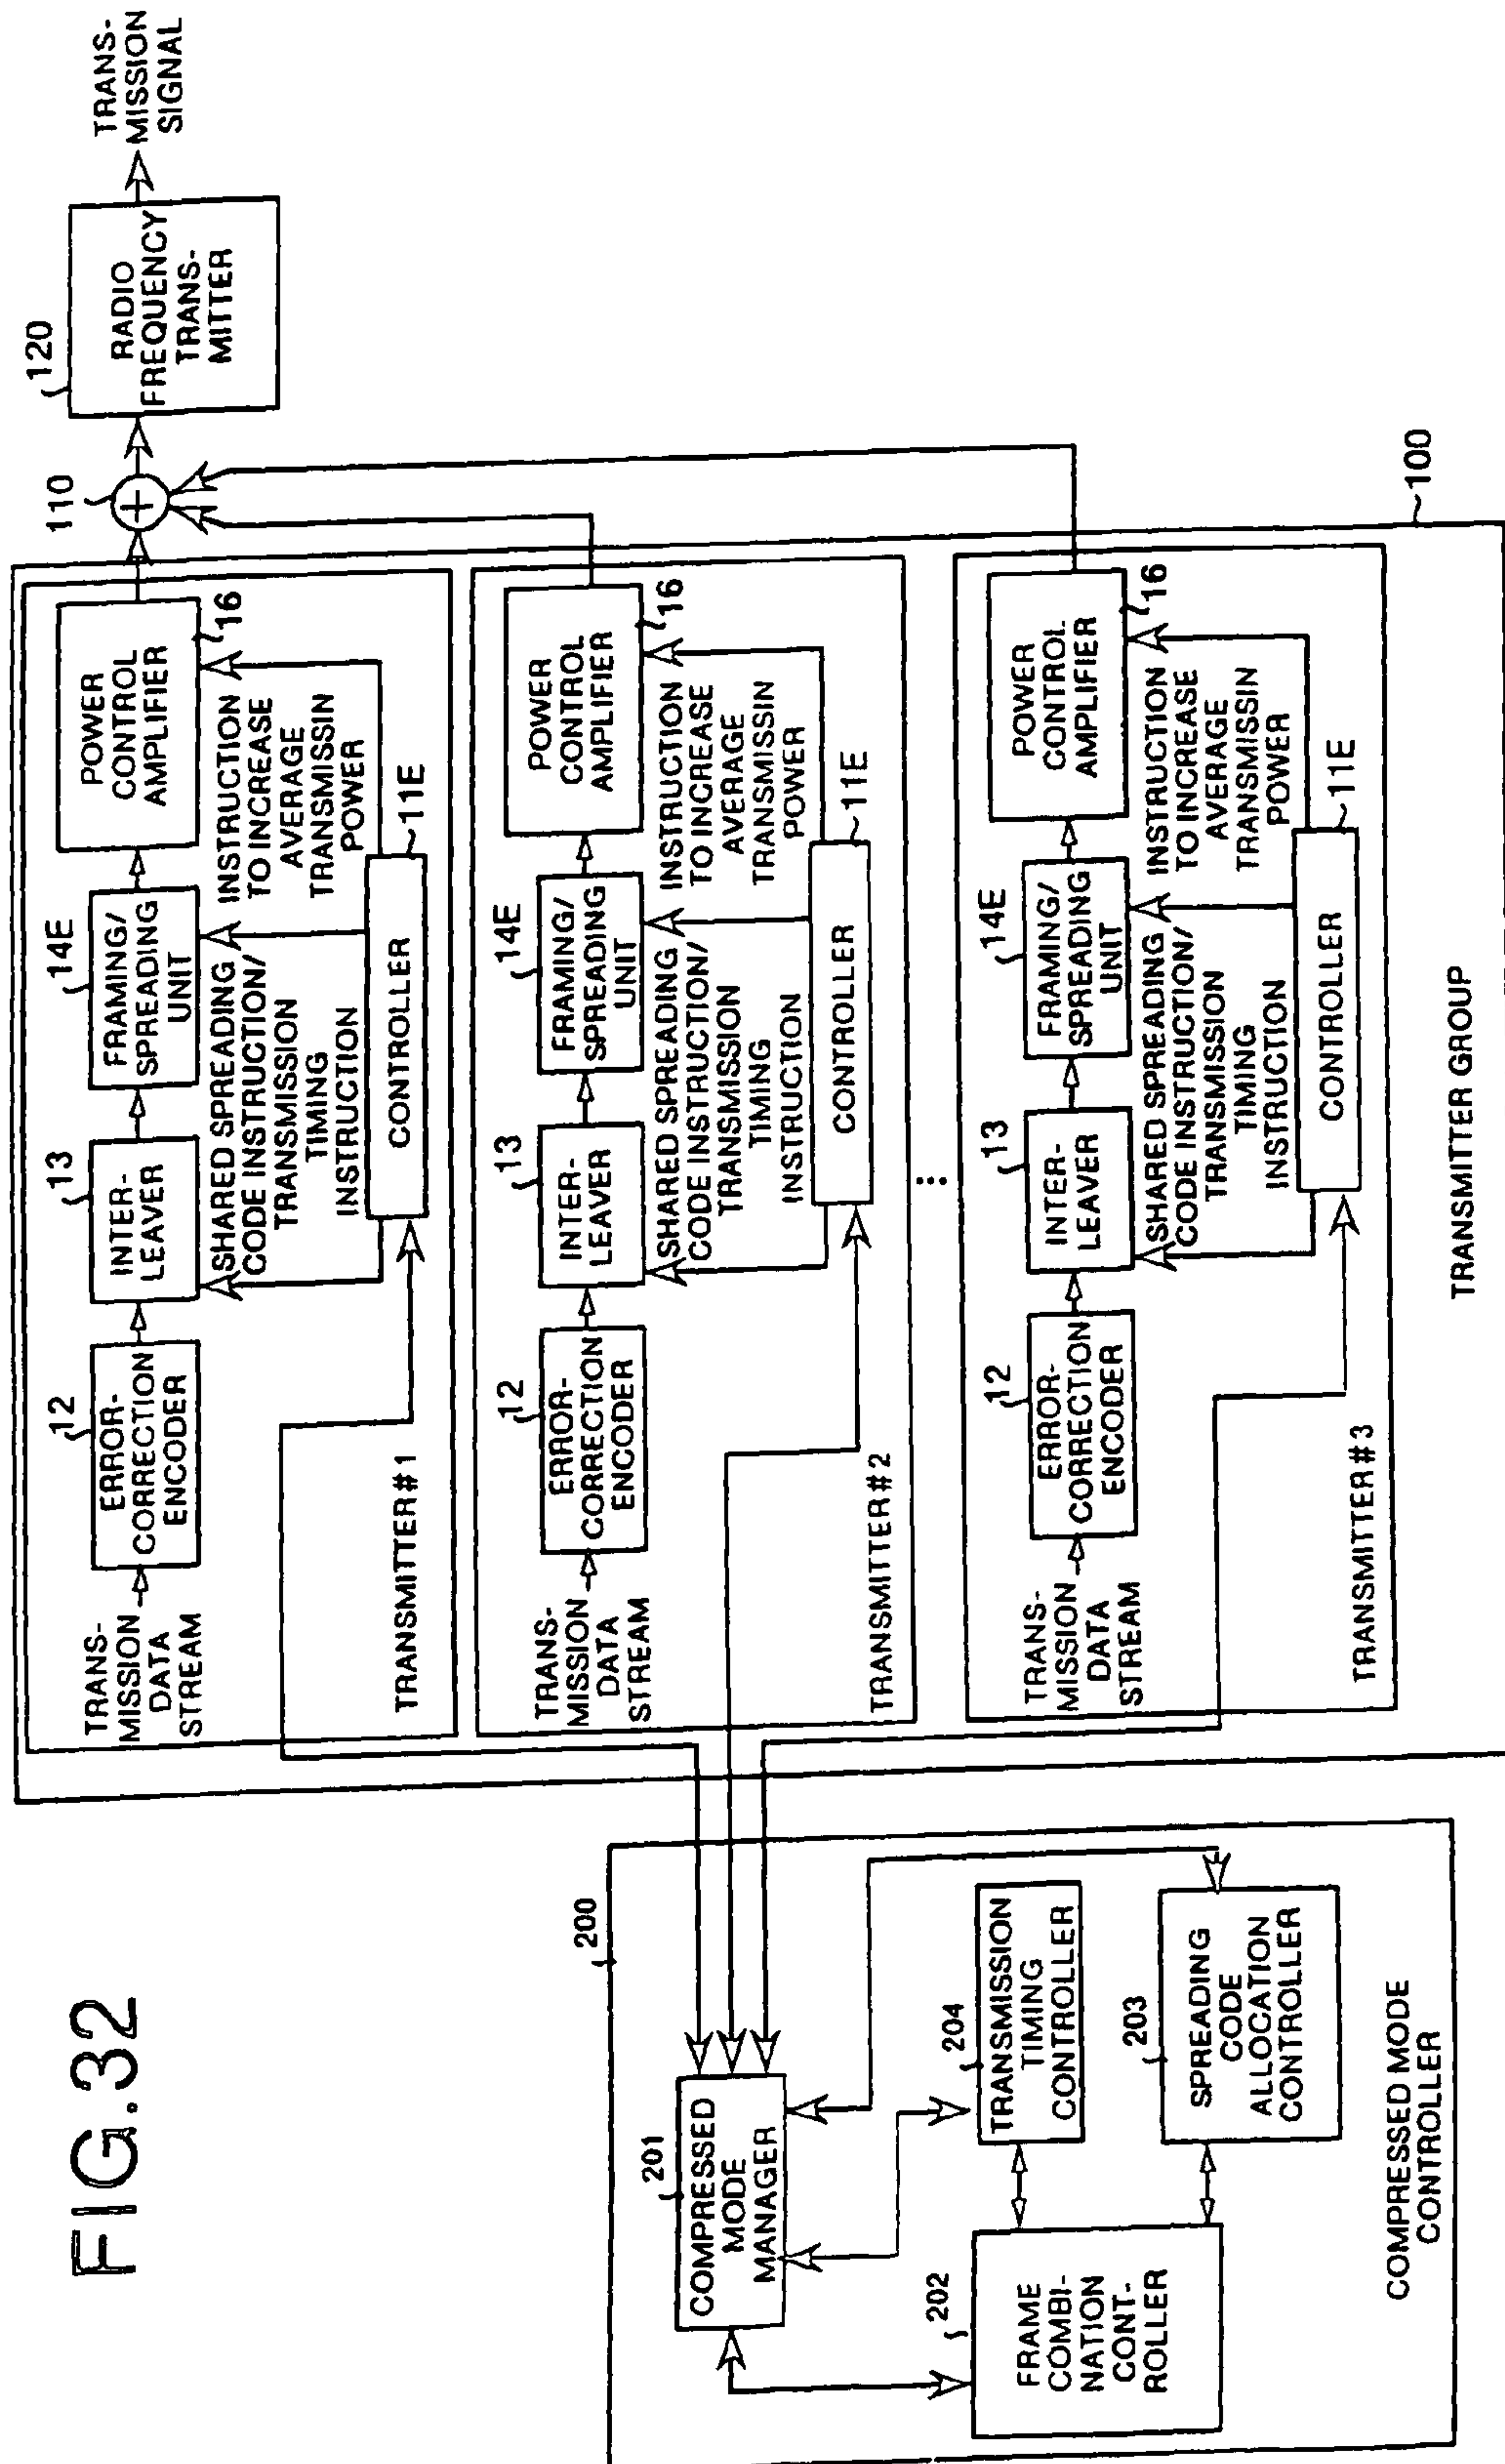 FIG.32
TRANS-
MISSION
DATA
STREAM
12
ERROR-
CORRECTION
ENCODER
13
INTER-
LEAVER
14E
FRAMING/
SPREADING
UNIT
POWER
CONTROL
AMPLIFIER
16
110
+
120
RADIO
FREQUENCY
TRANS-
MITTER
TRANS-
MISSION
SIGNAL
SHARED SPREADING
CODE INSTRUCTION/
TRANSMISSION
TIMING
INSTRUCTION
INSTRUCTION
TO INCREASE
AVERAGE
TRANSMISSIN
POWER
CONTROLLER
11E
TRANSMITTER#1
TRANS-
MISSION
DATA
STREAM
12
ERROR-
CORRECTION
ENCODER
13
INTER-
LEAVER
14E
FRAMING/
SPREADING
UNIT
POWER
CONTROL
AMPLIFIER
16
SHARED SPREADING
CODE INSTRUCTION/
TRANSMISSION
TIMING
INSTRUCTION
INSTRUCTION
TO INCREASE
AVERAGE
TRANSMISSIN
POWER
CONTROLLER
11E
TRANSMITTER#2
TRANS-
MISSION
DATA
STREAM
12
ERROR-
CORRECTION
ENCODER
13
INTER-
LEAVER
14E
FRAMING/
SPREADING
UNIT
POWER
CONTROL
AMPLIFIER
16
SHARED SPREADING
CODE INSTRUCTION/
TRANSMISSION
TIMING
INSTRUCTION
INSTRUCTION
TO INCREASE
AVERAGE
TRANSMISSIN
POWER
CONTROLLER
11E
TRANSMITTER#3
TRANSMITTER GROUP
100
200
201
COMPRESSED
MODE
MANAGER
202
FRAME
COMBI-
NATION
CONT-
ROLLER
204
TRANSMISSION
TIMING
CONTROLLER
203
SPREADING
CODE
ALLOCATION
CONTROLLER
COMPRESSED MODE
CONTROLLER